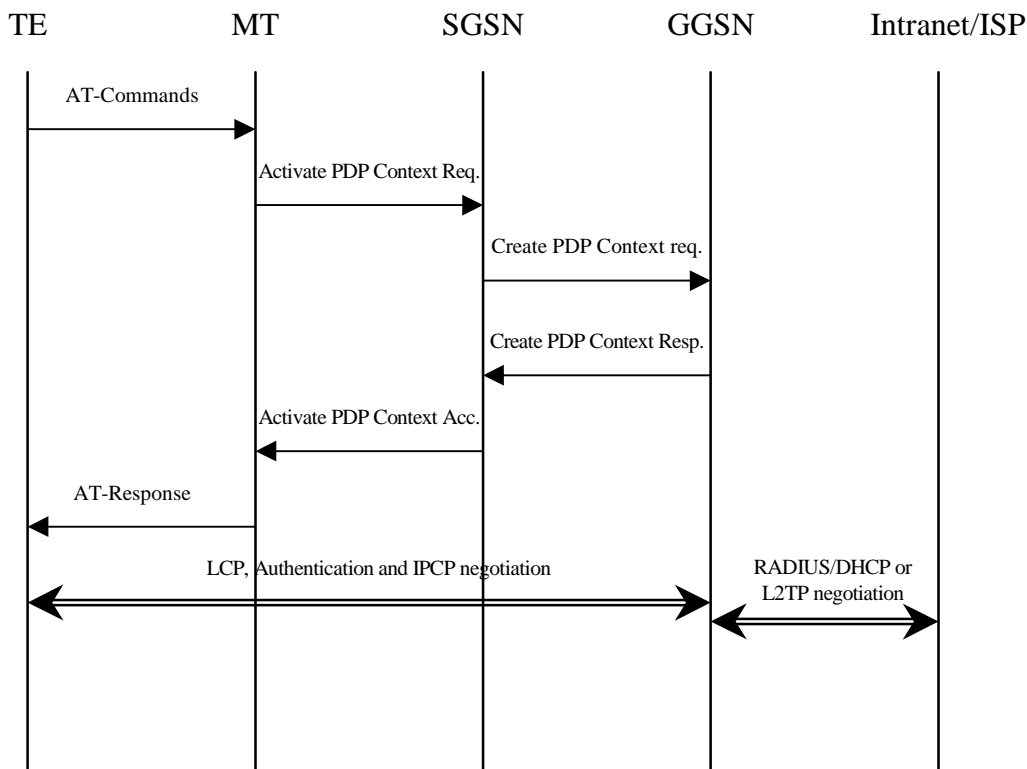 TE
MT
SGSN
GGSN
Intranet/ISP
AT-Commands
Activate PDP Context Req.
Create PDP Context req.
Create PDP Context Resp.
Activate PDP Context Acc.
AT-Response
LCP, Authentication and IPCP negotiation
RADIUS/DHCP or
L2TP negotiation